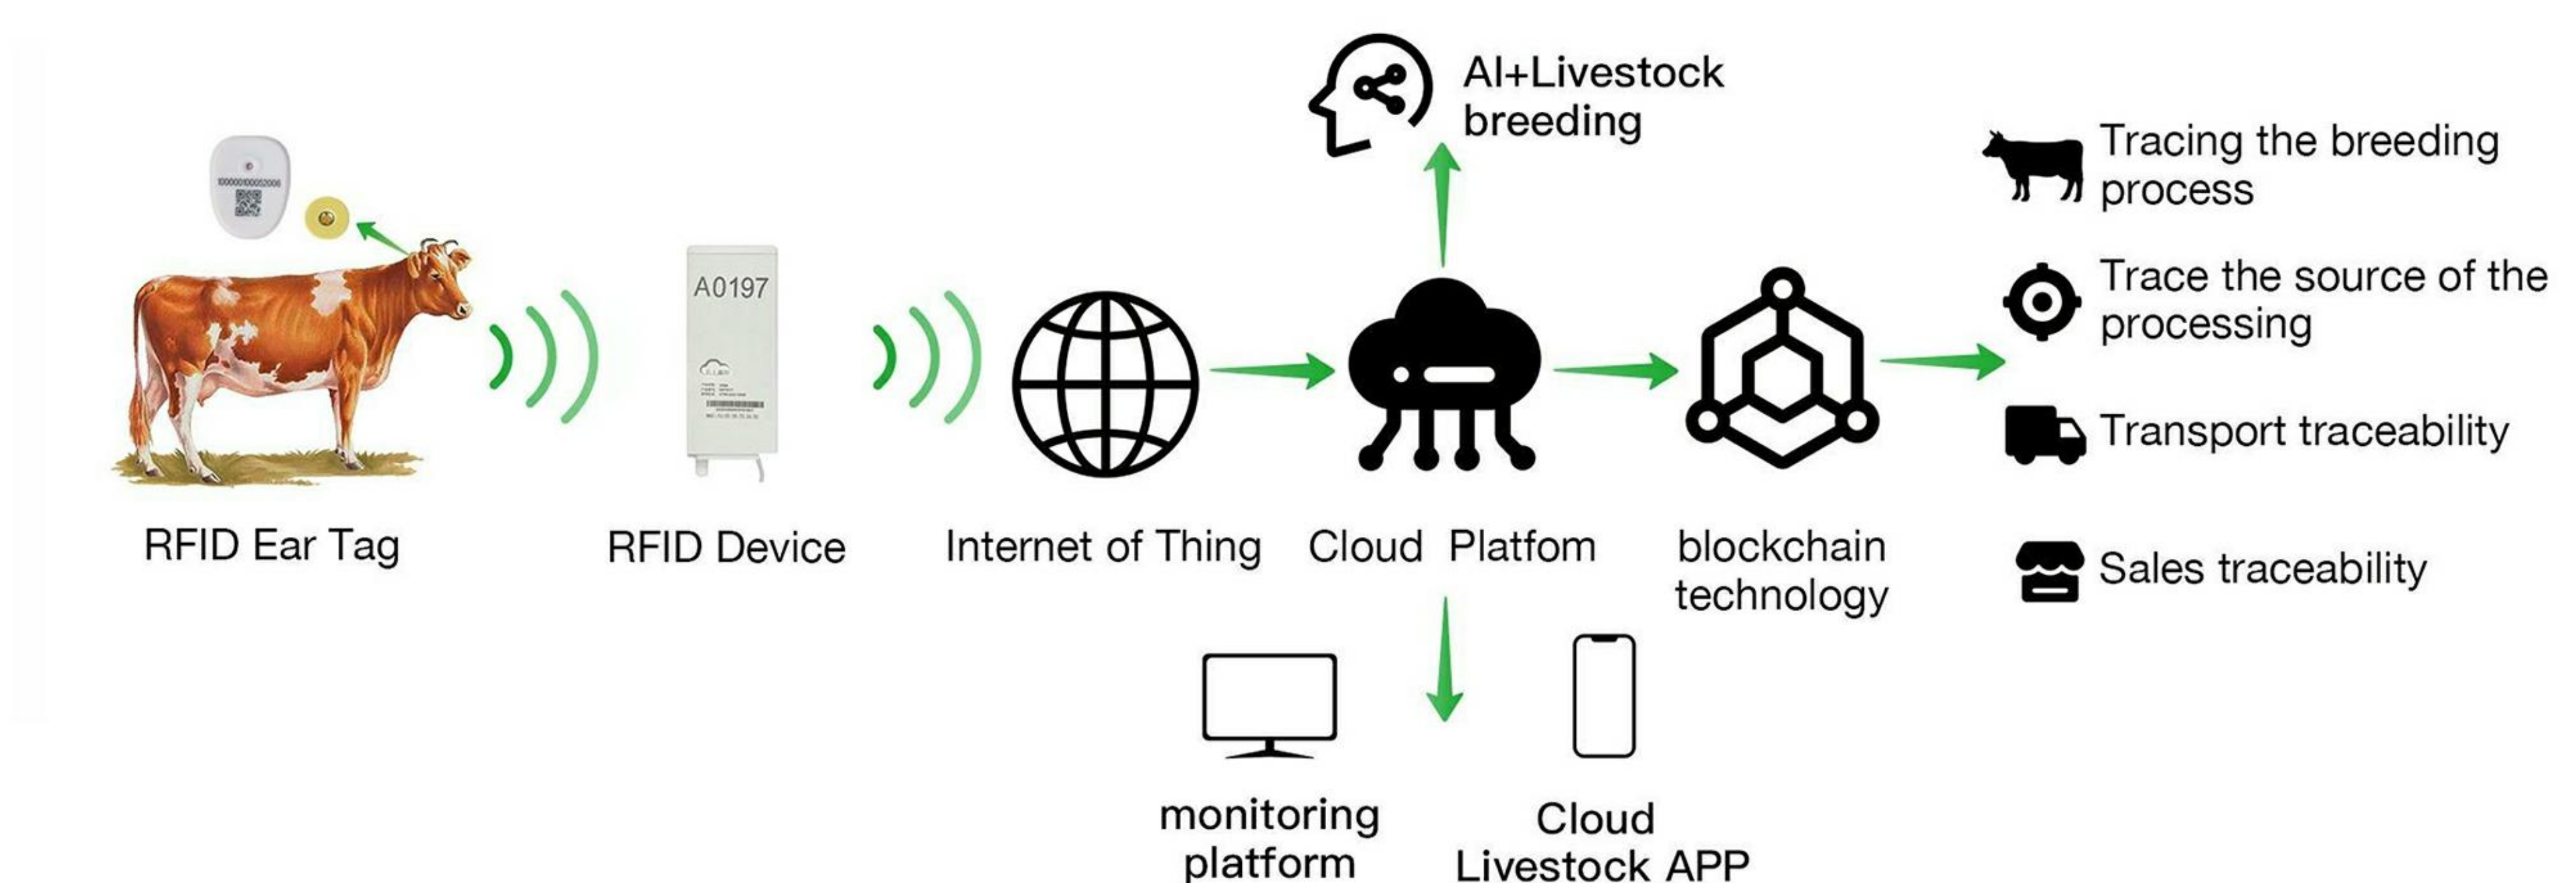 100000100052006
A0197
RFID Ear Tag
RFID Device
Internet of Thing
Cloud Platfom
AI+Livestock
breeding
monitoring
platform
Cloud
Livestock APP
blockchain
technology
Tracing the breeding
process
Trace the source of the
processing
Transport traceability
Sales traceability